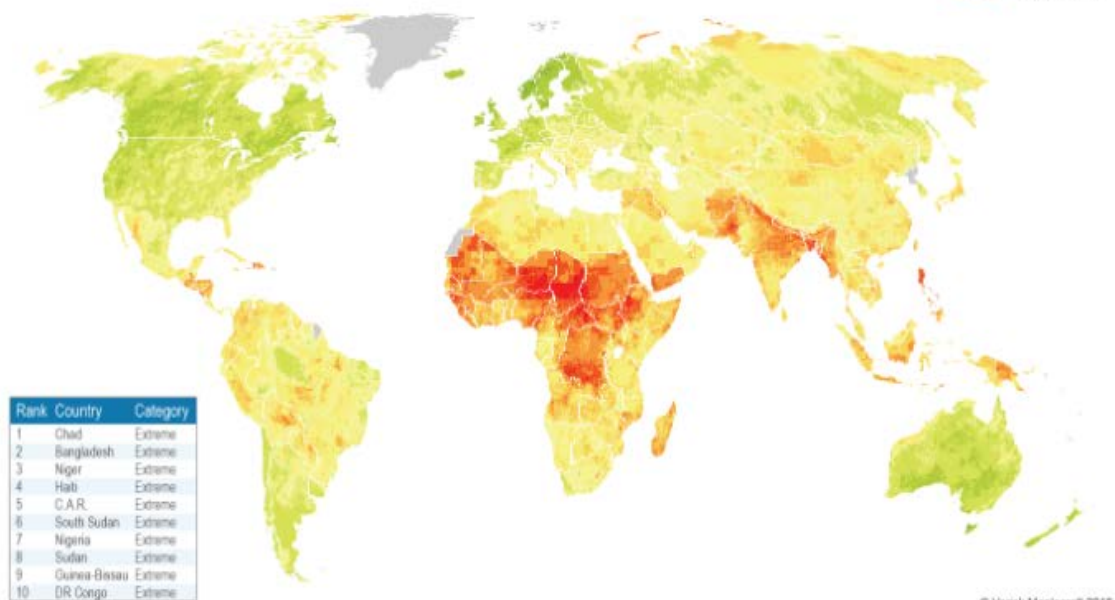 Rank Country Category
1 Chad Extreme
2 Bangladesh Extreme
3 Niger Extreme
4 Haiti Extreme
5 C.A.R. Extreme
6 South Sudan Extreme
7 Nigeria Extreme
8 Sudan Extreme
9 Guinea-Bissau Extreme
10 DR Congo Extreme